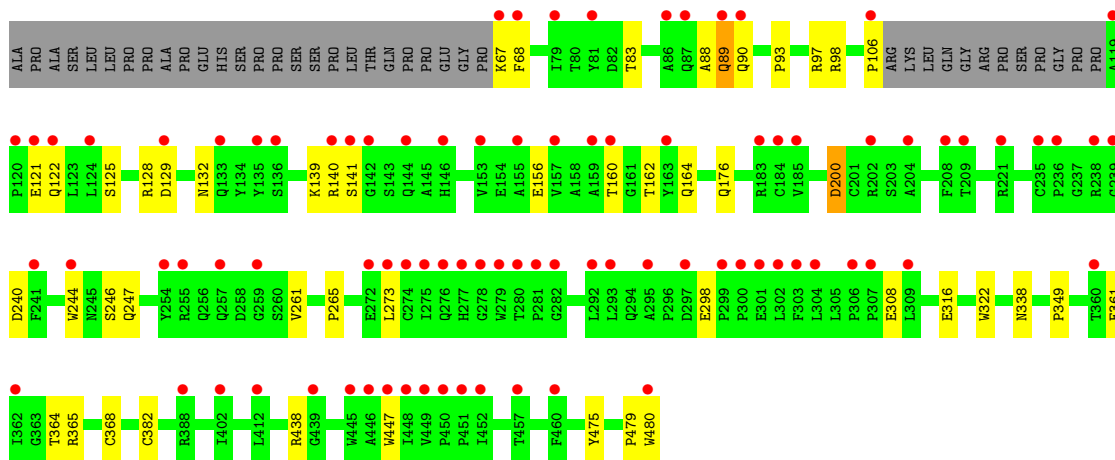 ALA PRO ALA SER LEU LEU PRO PRO ALA PRO GLU HIS SER PRO PRO SER SER PRO LEU THR GLN PRO PRO GLU GLY PRO K67 F68 I79 T80 Y81 D82 T83 A86 Q87 A88 Q89 Q90 P93 R97 R98 P106 ARG LYS LEU GLN GLY ARG PRO SER PRO GLY PRO PRO A119
P120 E121 Q122 L123 L124 S125 R128 D129 N132 Q133 Y134 Y135 S136 K139 R140 S141 G142 S143 Q144 A145 H146 V153 E154 A155 E156 V157 A158 A159 T160 G161 T162 Y163 Q164 Q176 R183 C184 V185 D200 C201 R202 S203 A204 F208 T209 R221 C235 P236 G237 R238 G239
D240 F241 W244 N245 S246 Q247 Y254 R255 Q256 Q257 D258 G259 S260 V261 P265 E272 L273 C274 I275 Q276 H277 G278 W279 T280 P281 G282 L292 L293 Q294 A295 P296 D297 E298 P299 P300 E301 L302 F303 L304 L305 P306 P307 E308 L309 E316 W322 N338 P349 T360 E361
I362 G363 T364 R365 C368 C382 R388 I402 L412 R438 G439 W445 A446 W447 I448 V449 P450 P451 I452 T457 F460 Y475 P479 W480